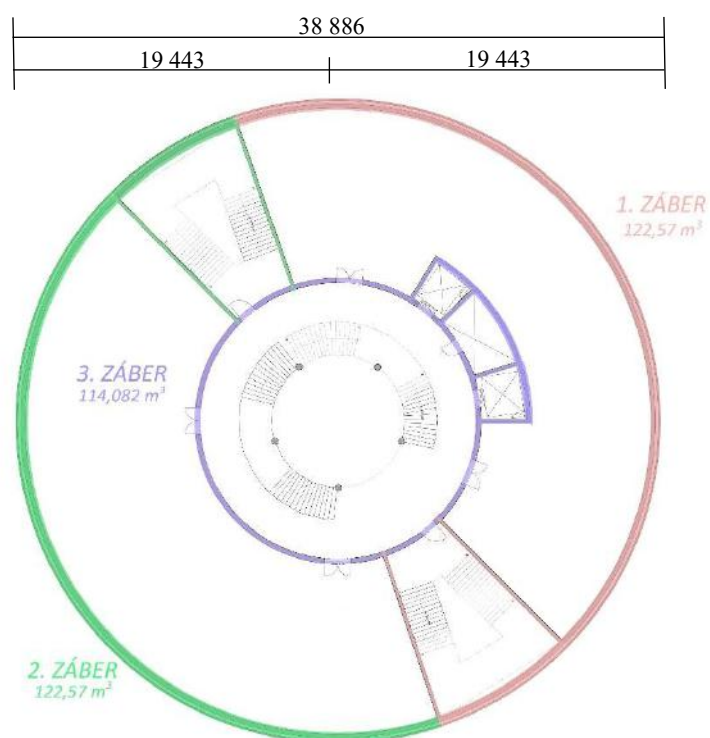 38 886
19 443 19 443
1. ZÁBER
122,57 m³
3. ZÁBER
114,082 m³
2. ZÁBER
122,57 m³